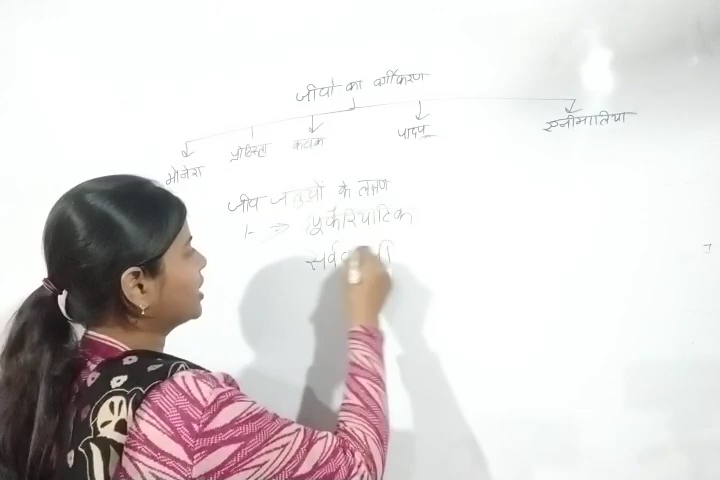 जीवो का वर्गीकरण
मोनेरा प्रोटिस्टा कवक पादप एनीमालिया
जीव जन्तुओं के लक्षण
1- → यूकैरियोटिक